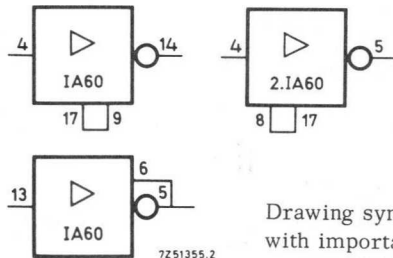 4 14
IA60
17 9
4 5
2.IA60
8 17
6
13 5
IA60
7Z51355.2
Drawing sym
with importa